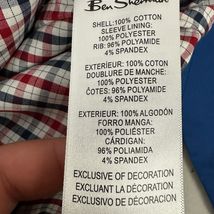 Ben Sherman
SHELL: 100% COTTON
SLEEVE LINING:
100% POLYESTER
RIB: 96% POLYAMIDE
4% SPANDEX
EXTERIEUR: 100% COTON
DOUBLURE DE MANCHE:
100% POLYESTER
CÔTES: 96% POLYAMIDE
4% SPANDEX
EXTERIOR: 100% ALGODÓN
FORRO MANGA:
100% POLIÉSTER
CÁRDIGAN:
96% POLIAMIDA
4% SPANDEX
EXCLUSIVE OF DECORATION
EXCLUANT LA DÉCORATION
EXCLUSIVO DE DECORACIÓN